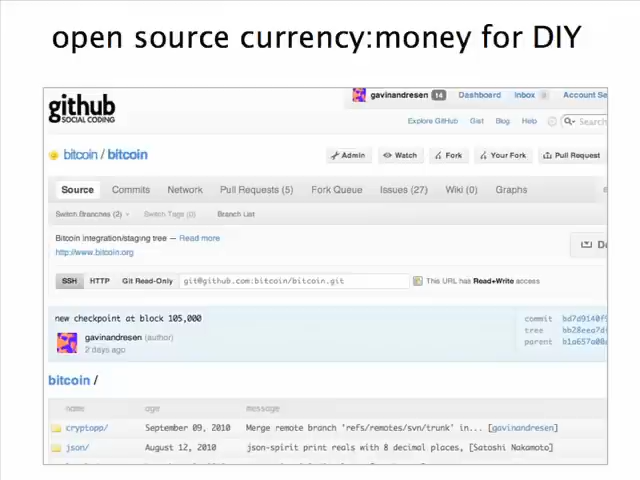 open source currency:money for DIY
github
SOCIAL CODING
gavinandresen 14 Dashboard Inbox Account Se
Explore GitHub Gist Blog Help Search
bitcoin / bitcoin Admin Watch Fork Your Fork Pull Request
Source Commits Network Pull Requests (5) Fork Queue Issues (27) Wiki (0) Graphs
Switch Branches (2) Switch Tags (0) Branch List
Bitcoin integration/staging tree — Read more
http://www.bitcoin.org
SSH HTTP Git Read-Only git@github.com:bitcoin/bitcoin.git This URL has Read+Write access
new checkpoint at block 105,000 commit
gavinandresen (author) tree
2 days ago parent
bitcoin /
name age message
cryptopp/ September 09, 2010 Merge remote branch 'refs/remotes/svn/trunk' in... [gavinandresen]
json/ August 12, 2010 json-spirit print reals with 8 decimal places, [Satoshi Nakamoto]